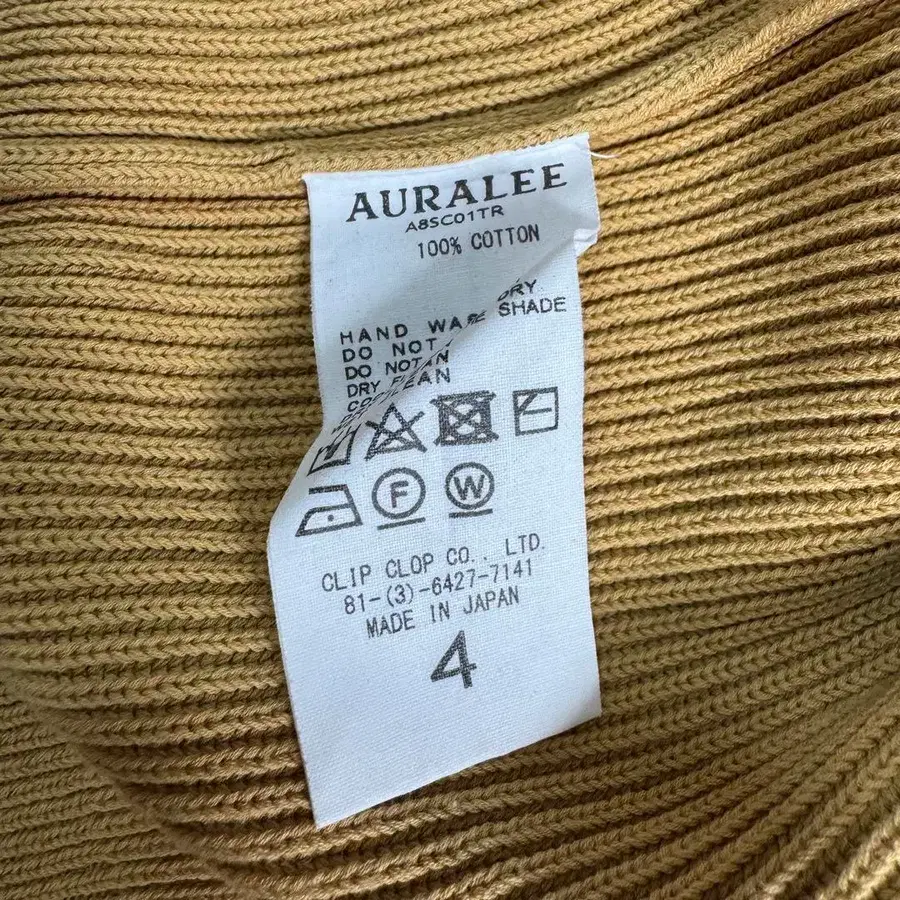 AURALEE
A8SC01TR
100% COTTON
HAND WA
DO NOT
DO NOT
DRY
DRY
SHADE
F
W
CLIP CLOP CO., LTD.
81-(3)-6427-7141
MADE IN JAPAN
4